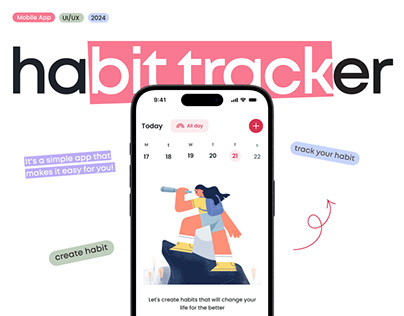 Mobile App UI/UX 2024
habit tracker
9:41
Today All day +
M T W T F S S
17 18 19 20 21 22
It's a simple app that
makes it easy for you!
track your habit
create habit
Let's create habits that will change your
life for the better